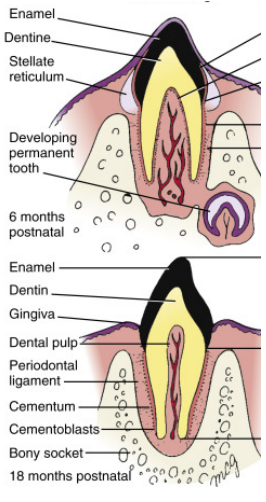 Enamel
Dentine
Stellate
reticulum
Developing
permanent
tooth
6 months
postnatal
Enamel
Dentin
Gingiva
Dental pulp
Periodontal
ligament
Cementum
Cementoblasts
Bony socket
18 months postnatal
mcg